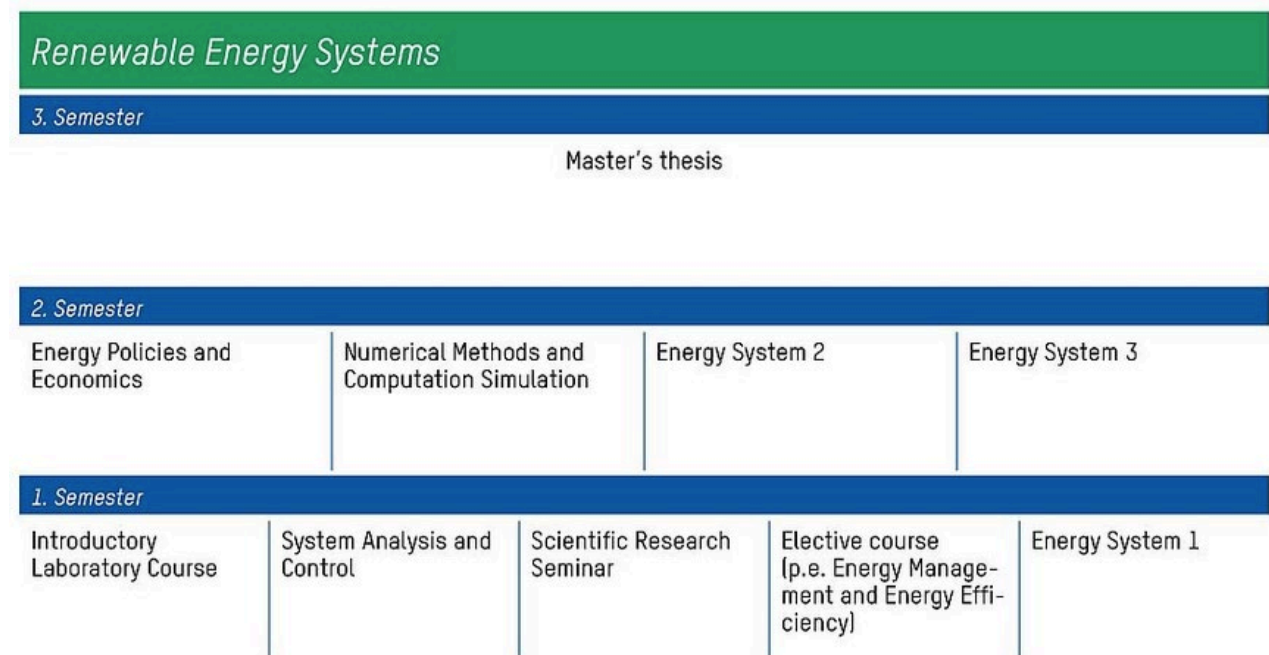 Renewable Energy Systems
3. Semester
Master's thesis
2. Semester
Energy Policies and
Economics
Numerical Methods and
Computation Simulation
Energy System 2
Energy System 3
1. Semester
Introductory
Laboratory Course
System Analysis and
Control
Scientific Research
Seminar
Elective course
(p.e. Energy Manage-
ment and Energy Effi-
ciency)
Energy System 1